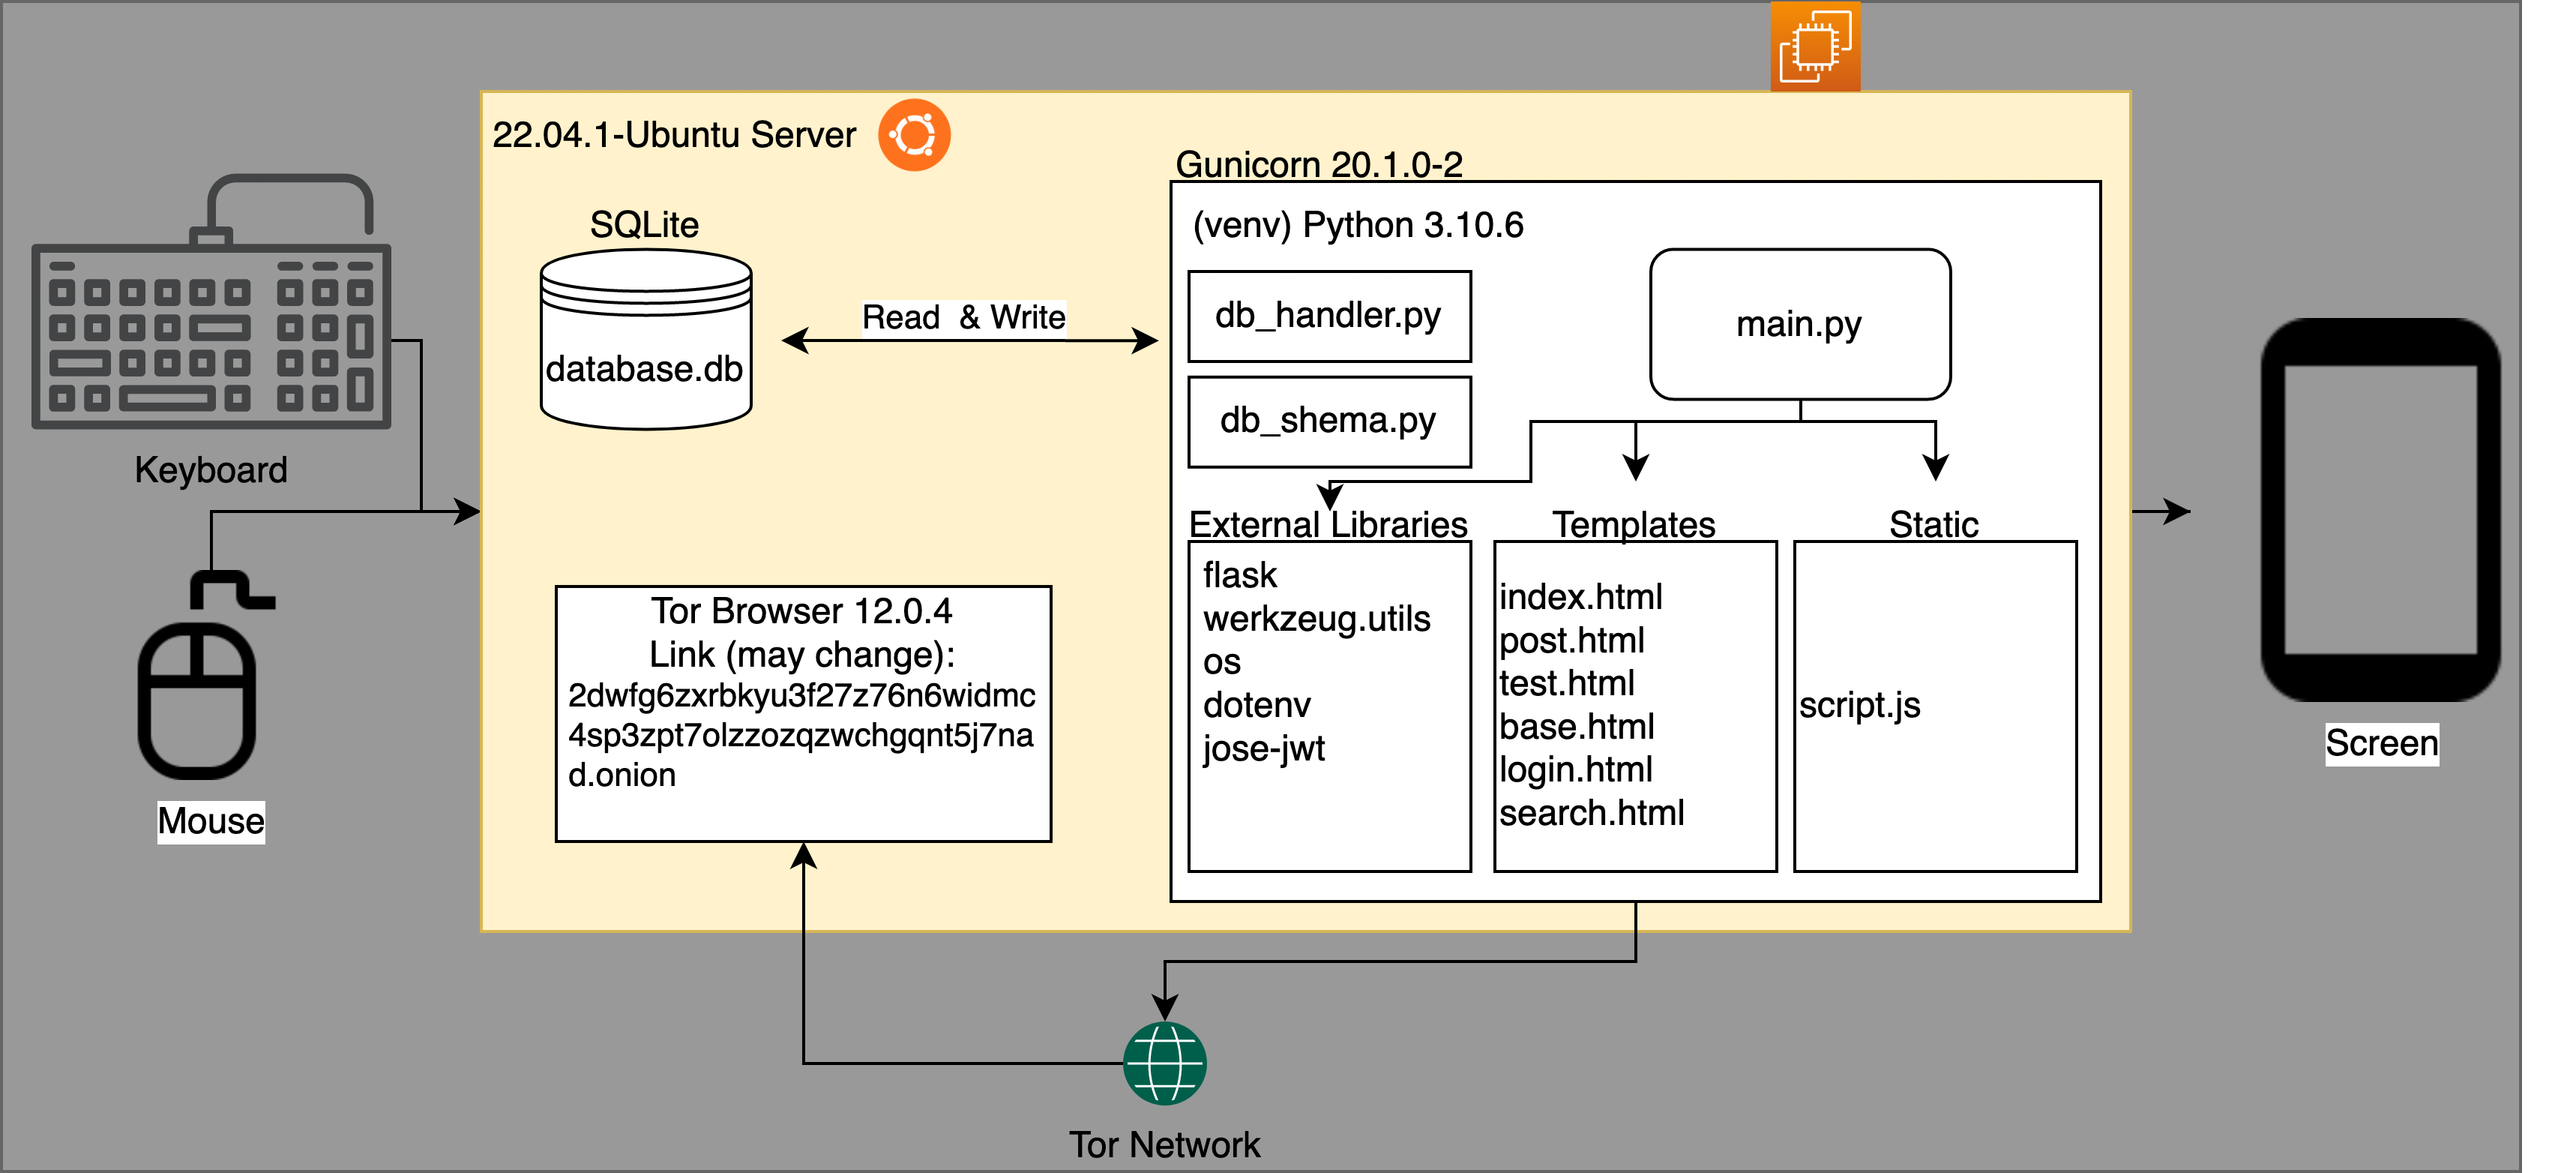 22.04.1-Ubuntu Server
Gunicorn 20.1.0-2
(venv) Python 3.10.6
SQLite
database.db
Read & Write
db_handler.py
db_shema.py
main.py
Keyboard
Mouse
External Libraries
flask
werkzeug.utils
os
dotenv
jose-jwt
Templates
index.html
post.html
test.html
base.html
login.html
search.html
Static
script.js
Tor Browser 12.0.4
Link (may change):
2dwfg6zxrbkyu3f27z76n6widmc
4sp3zpt7olzzozqzwchgqnt5j7na
d.onion
Screen
Tor Network